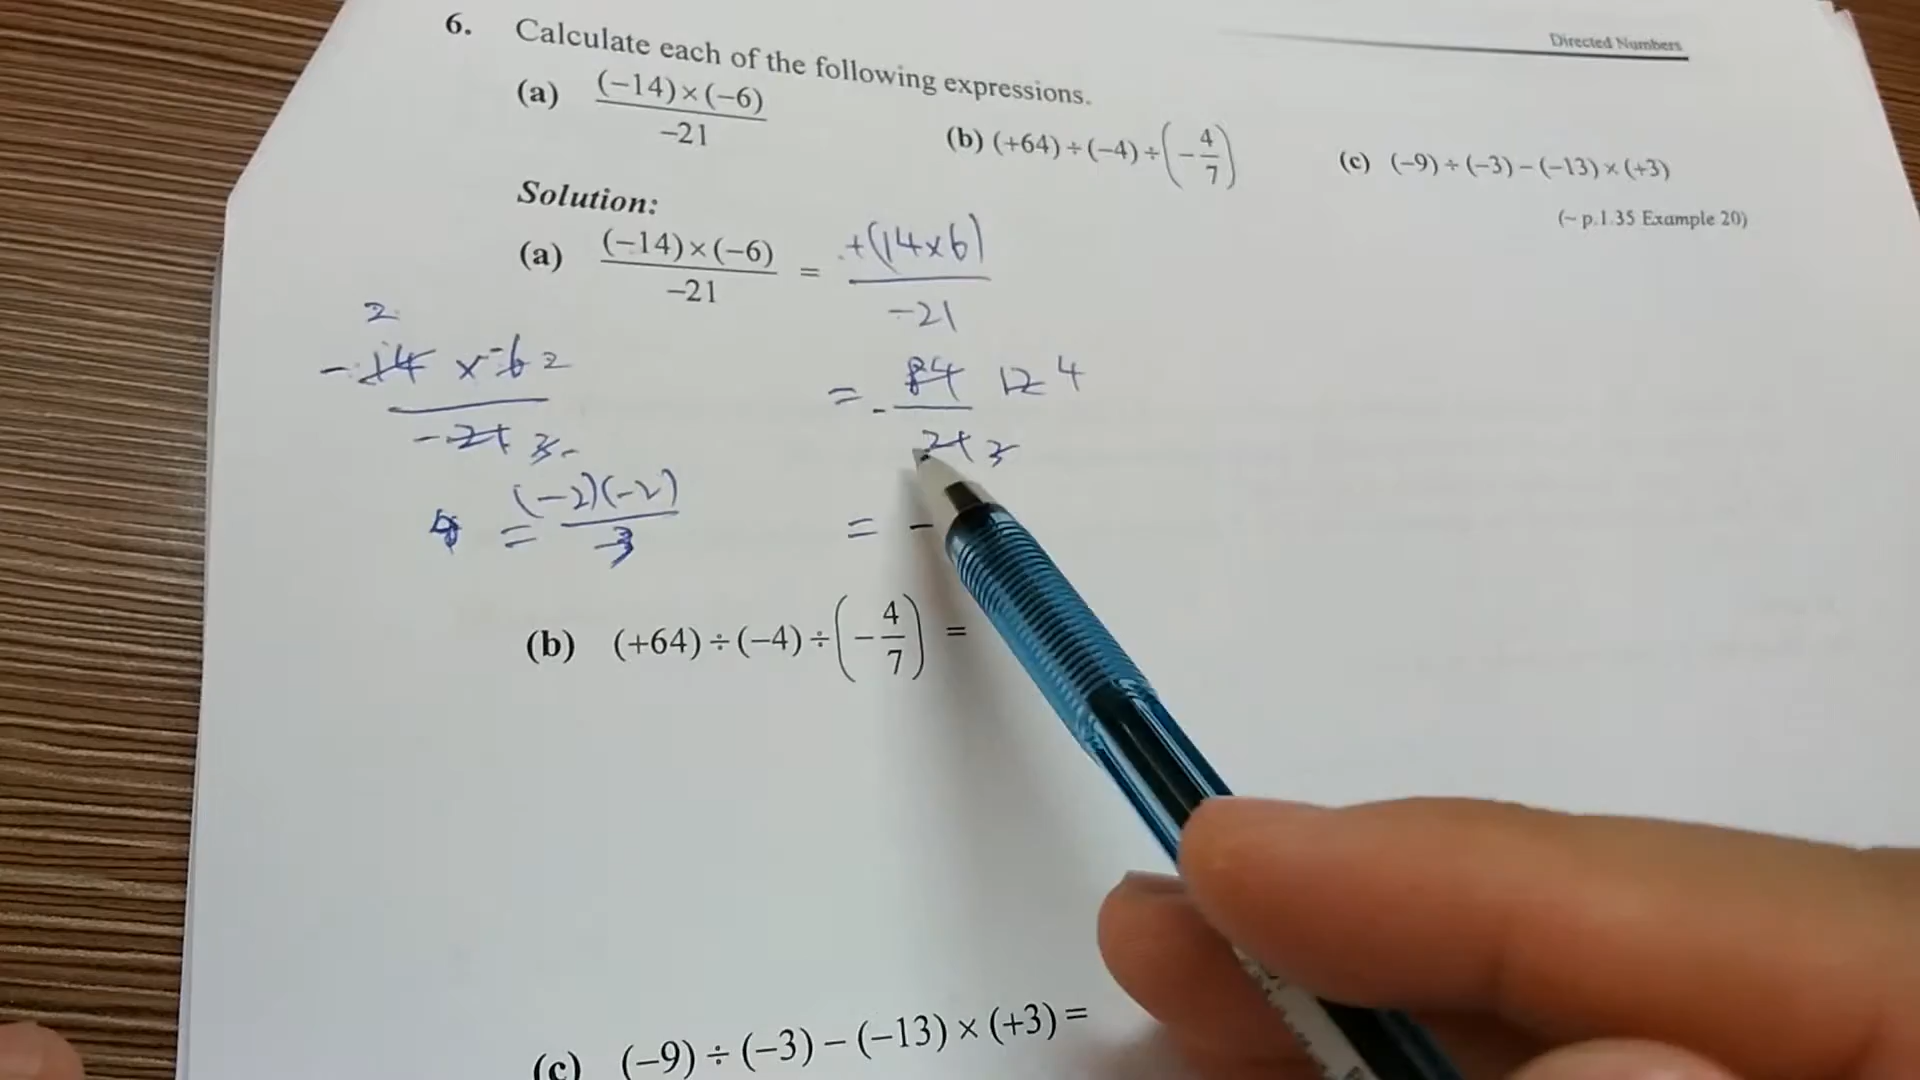 Directed Numbers
6. Calculate each of the following expressions.
(a) (−14)×(−6)
−21
(b) (+64)÷(−4)÷(−4/7)
(c) (−9)÷(−3)−(−13)×(+3)
(~ p.1.35 Example 20)
Solution:
(a) (−14)×(−6) = +(14×6)
−21 −21
2
−14 × −6 2
−21 3
= −84 12 4
21 3
= (−2)(−2)
−3
= −
(b) (+64)÷(−4)÷(−4/7) =
(c) (−9)÷(−3)−(−13)×(+3)=